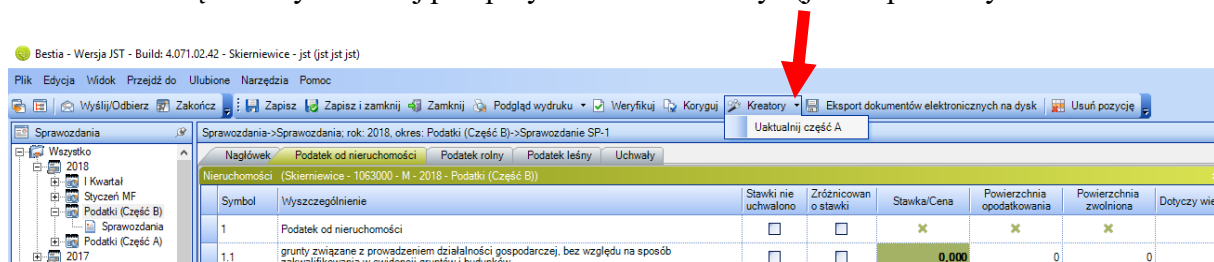 Bestia - Wersja JST - Build: 4.071.02.42 - Skierniewice - jst (jst jst jst)
Plik Edycja Widok Przejdź do Ulubione Narzędzia Pomoc
Wyślij/Odbierz Zakończ Zapisz Zapisz i zamknij Zamknij Podgląd wydruku Weryfikuj Koryguj Kreatory Eksport dokumentów elektronicznych na dysk Usuń pozycję
Uaktualnij część A
Sprawozdania Sprawozdania->Sprawozdania; rok: 2018, okres: Podatki (Część B)->Sprawozdanie SP-1
Wszystko
2018
I Kwartał
Styczeń MF
Podatki (Część B)
Sprawozdania
Podatki (Część A)
2017
Nagłówek Podatek od nieruchomości Podatek rolny Podatek leśny Uchwały
Nieruchomości (Skierniewice - 1063000 - M - 2018 - Podatki (Część B))
Symbol Wyszczególnienie Stawki nie uchwalono Zróżnicowan o stawki Stawka/Cena Powierzchnia opodatkowania Powierzchnia zwolniona Dotyczy wie
1 Podatek od nieruchomości
1.1 grunty związane z prowadzeniem działalności gospodarczej, bez względu na sposób 0,000 0 0
zakwalifikowania w ewidencji gruntów i budynków